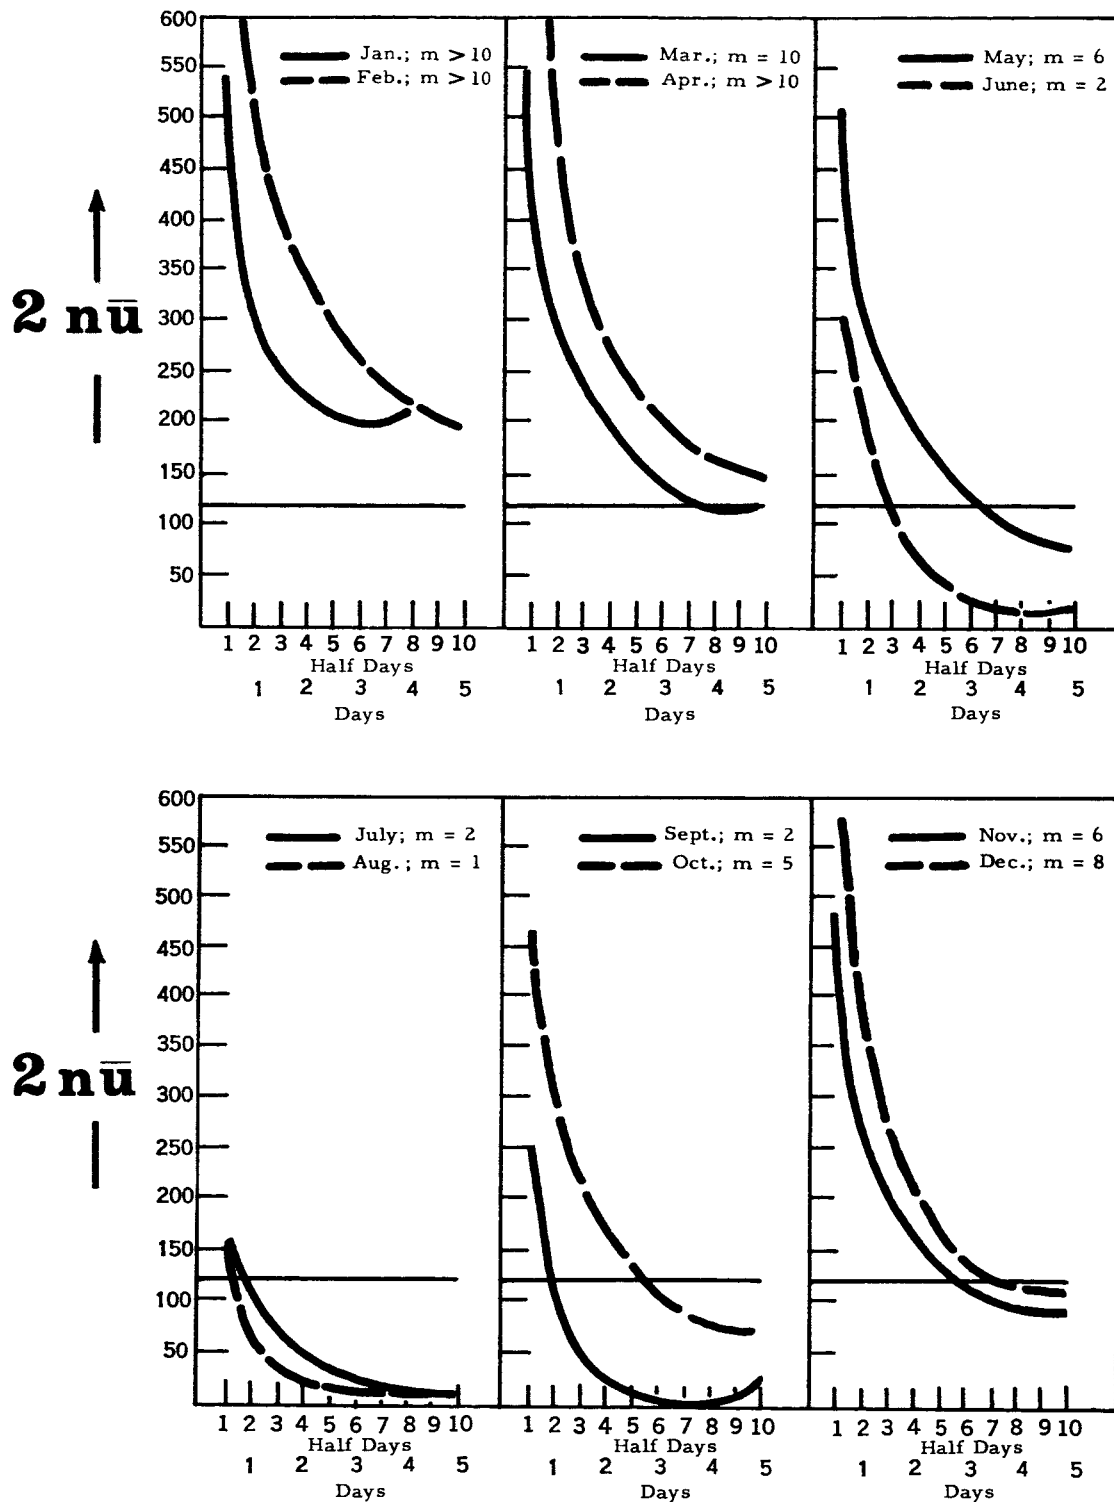 600
550
500
450
400
350
300
250
200
150
100
50
2 nū
Jan.; m > 10
Feb.; m > 10
Mar.; m = 10
Apr.; m > 10
May; m = 6
June; m = 2
1 2 3 4 5 6 7 8 9 10
Half Days
1 2 3 4 5
Days
1 2 3 4 5 6 7 8 9 10
Half Days
1 2 3 4 5
Days
1 2 3 4 5 6 7 8 9 10
Half Days
1 2 3 4 5
Days
600
550
500
450
400
350
300
250
200
150
100
50
2 nū
July; m = 2
Aug.; m = 1
Sept.; m = 2
Oct.; m = 5
Nov.; m = 6
Dec.; m = 8
1 2 3 4 5 6 7 8 9 10
Half Days
1 2 3 4 5
Days
1 2 3 4 5 6 7 8 9 10
Half Days
1 2 3 4 5
Days
1 2 3 4 5 6 7 8 9 10
Half Days
1 2 3 4 5
Days